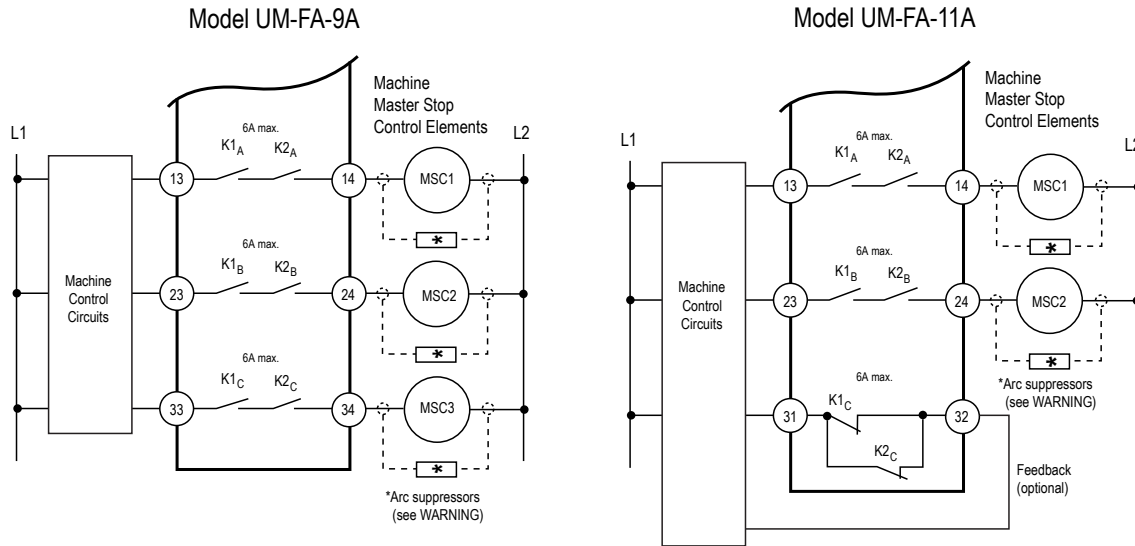 Model UM-FA-9A
Machine
Master Stop
Control Elements
L1
L2
6A max.
K1A K2A
13
14
MSC1
*
6A max.
K1B K2B
23
24
MSC2
*
Machine
Control
Circuits
6A max.
K1C K2C
33
34
MSC3
*
*Arc suppressors
(see WARNING)
Model UM-FA-11A
Machine
Master Stop
Control Elements
L1
L2
6A max.
K1A K2A
13
14
MSC1
*
6A max.
K1B K2B
23
24
MSC2
*
Machine
Control
Circuits
*Arc suppressors
(see WARNING)
6A max.
K1C
31
32
K2C
Feedback
(optional)